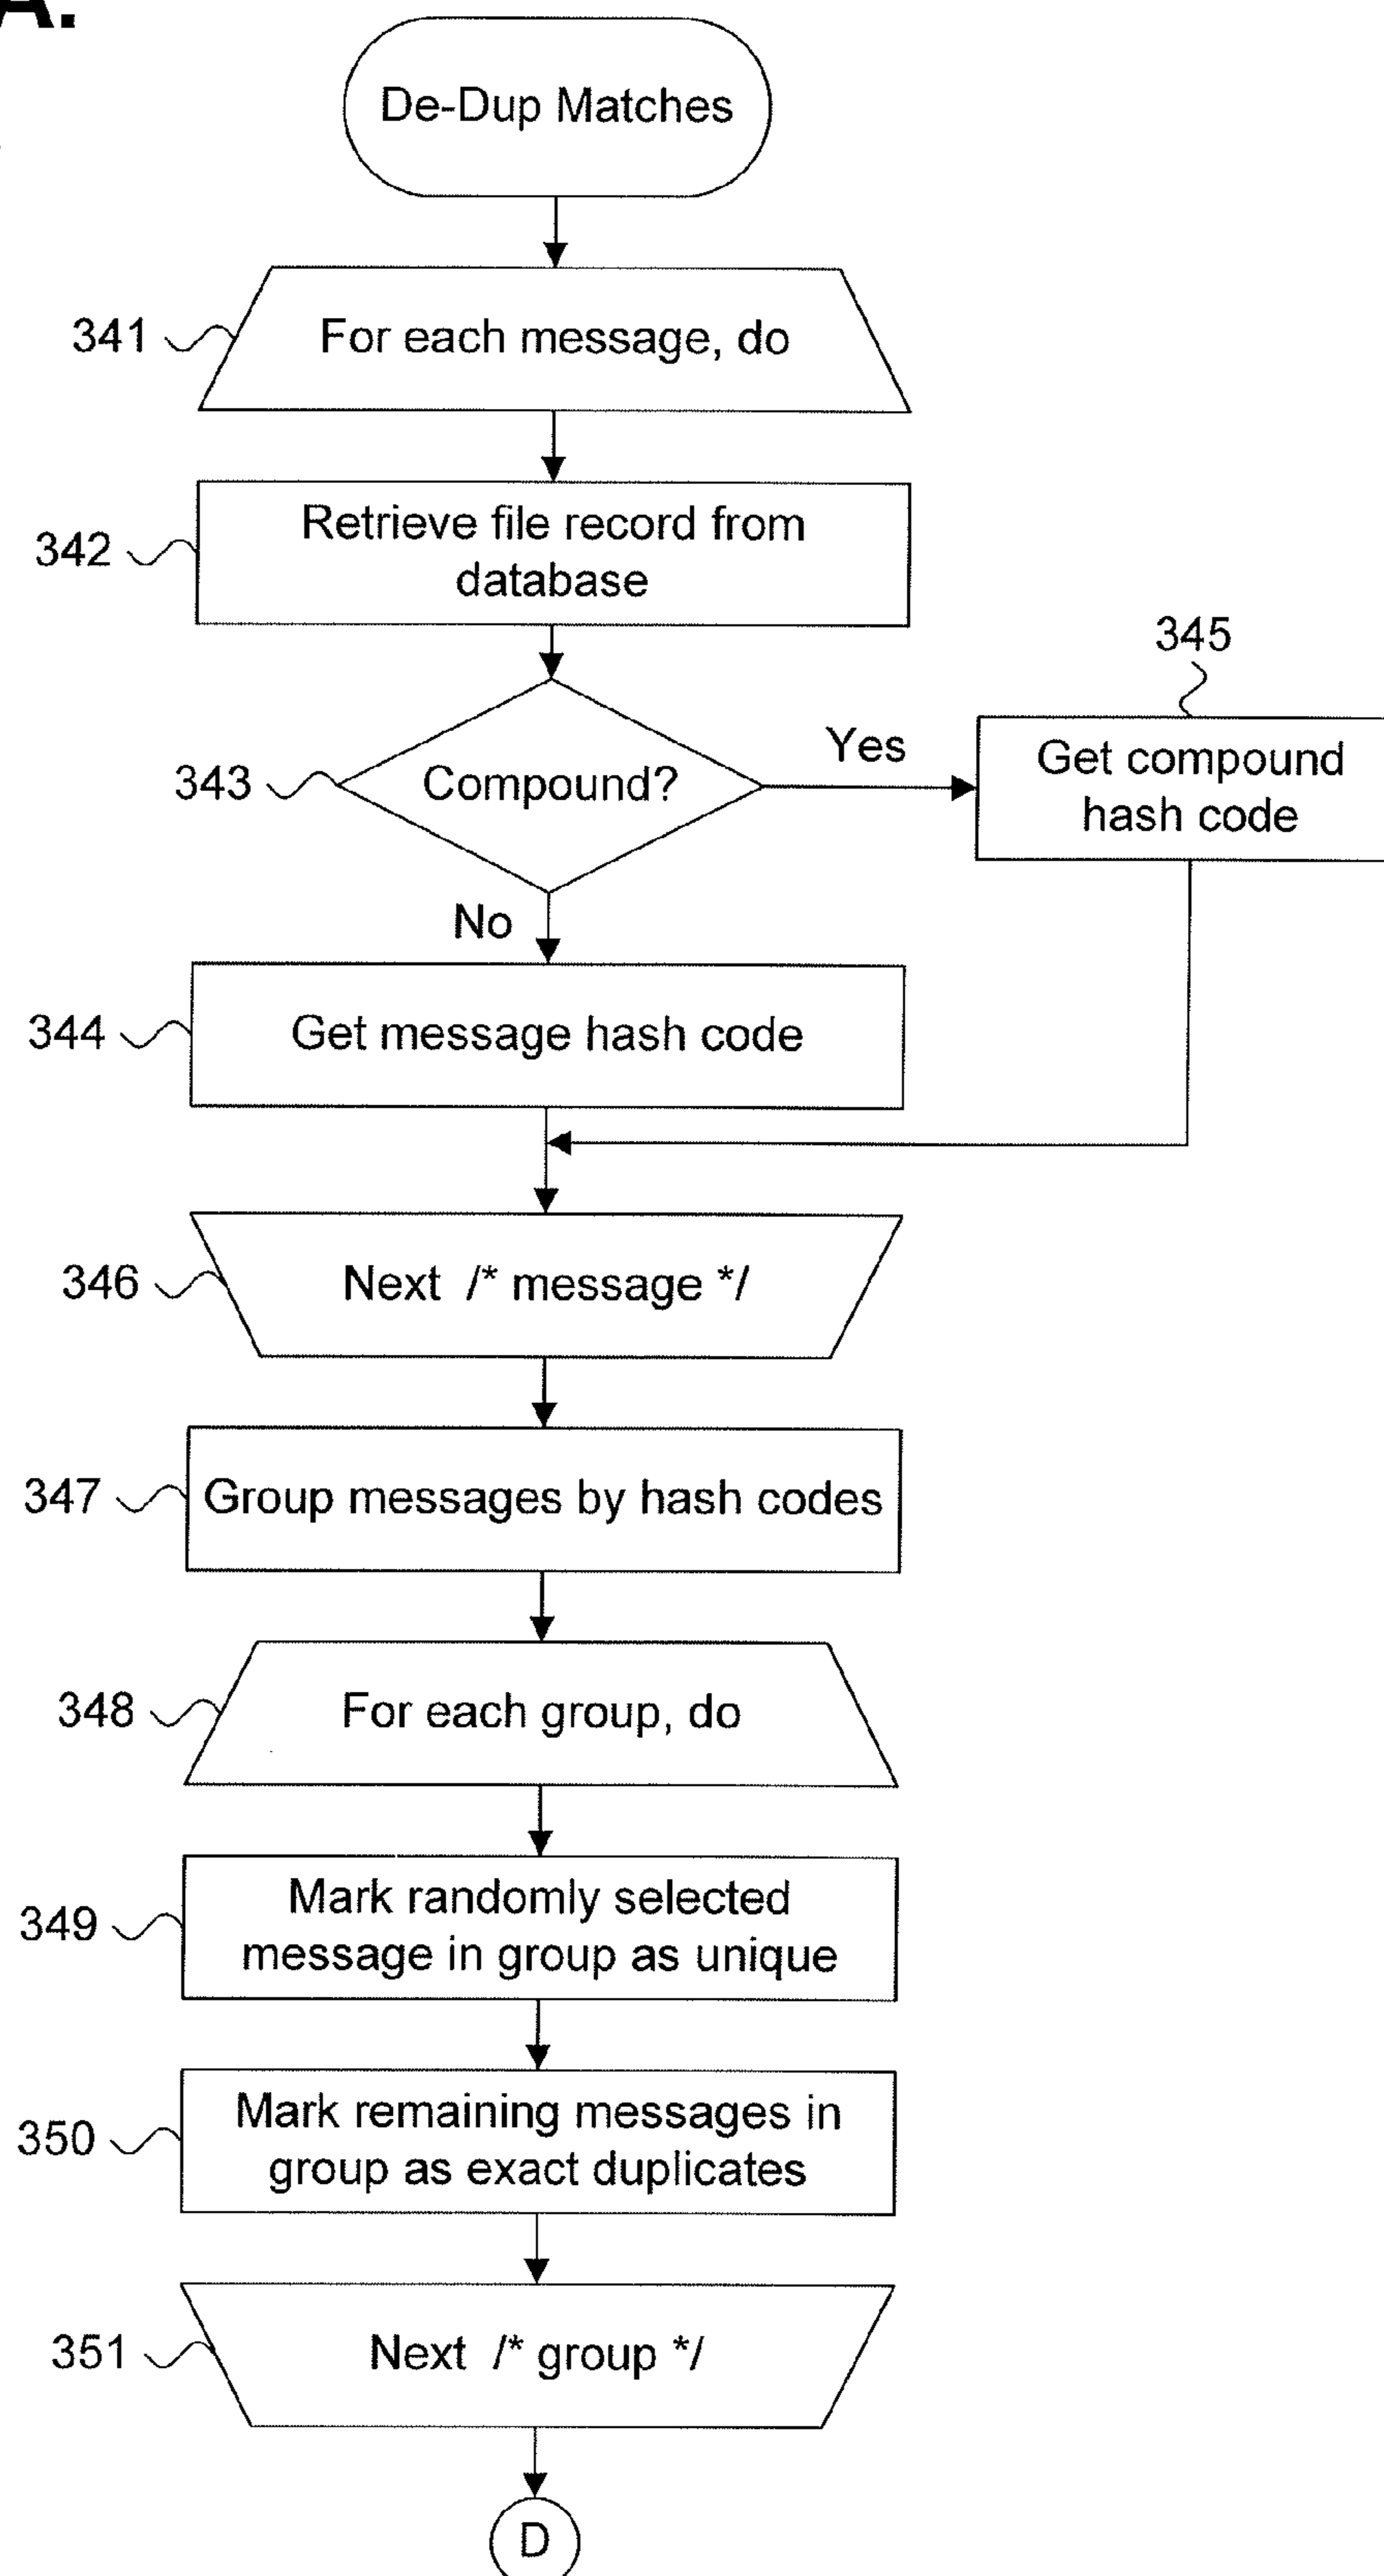 A.
De-Dup Matches
341
For each message, do
342
Retrieve file record from
database
345
343
Compound?
Yes
Get compound
hash code
No
344
Get message hash code
346
Next /* message */
347
Group messages by hash codes
348
For each group, do
349
Mark randomly selected
message in group as unique
350
Mark remaining messages in
group as exact duplicates
351
Next /* group */
D